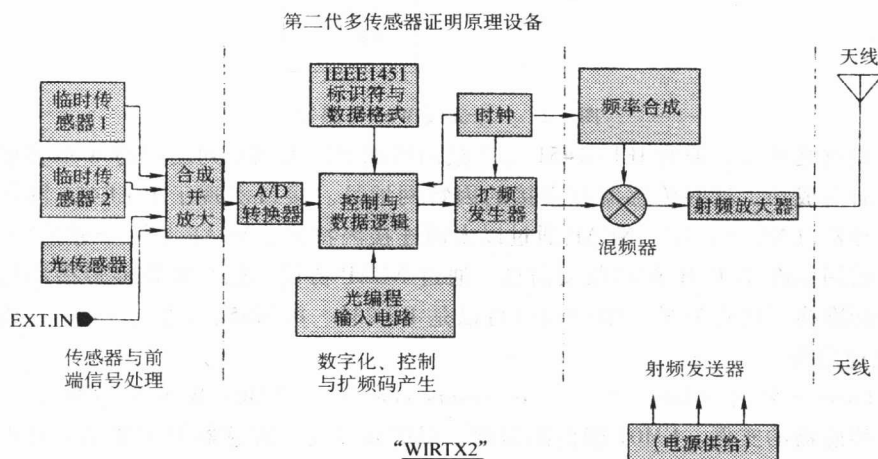 第二代多传感器证明原理设备
天线
IEEE1451
标识符与
数据格式
临时传
感器1
时钟
频率合成
临时传
感器2
合成
并
放大
A/D
转换器
控制与
数据逻辑
扩频
发生器
混频器
射频放大器
光传感器
光编程
输入电路
EXT.IN
传感器与前
端信号处理
数字化、控制
与扩频码产生
射频发送器
天线
(电源供给)
“WIRTX2”